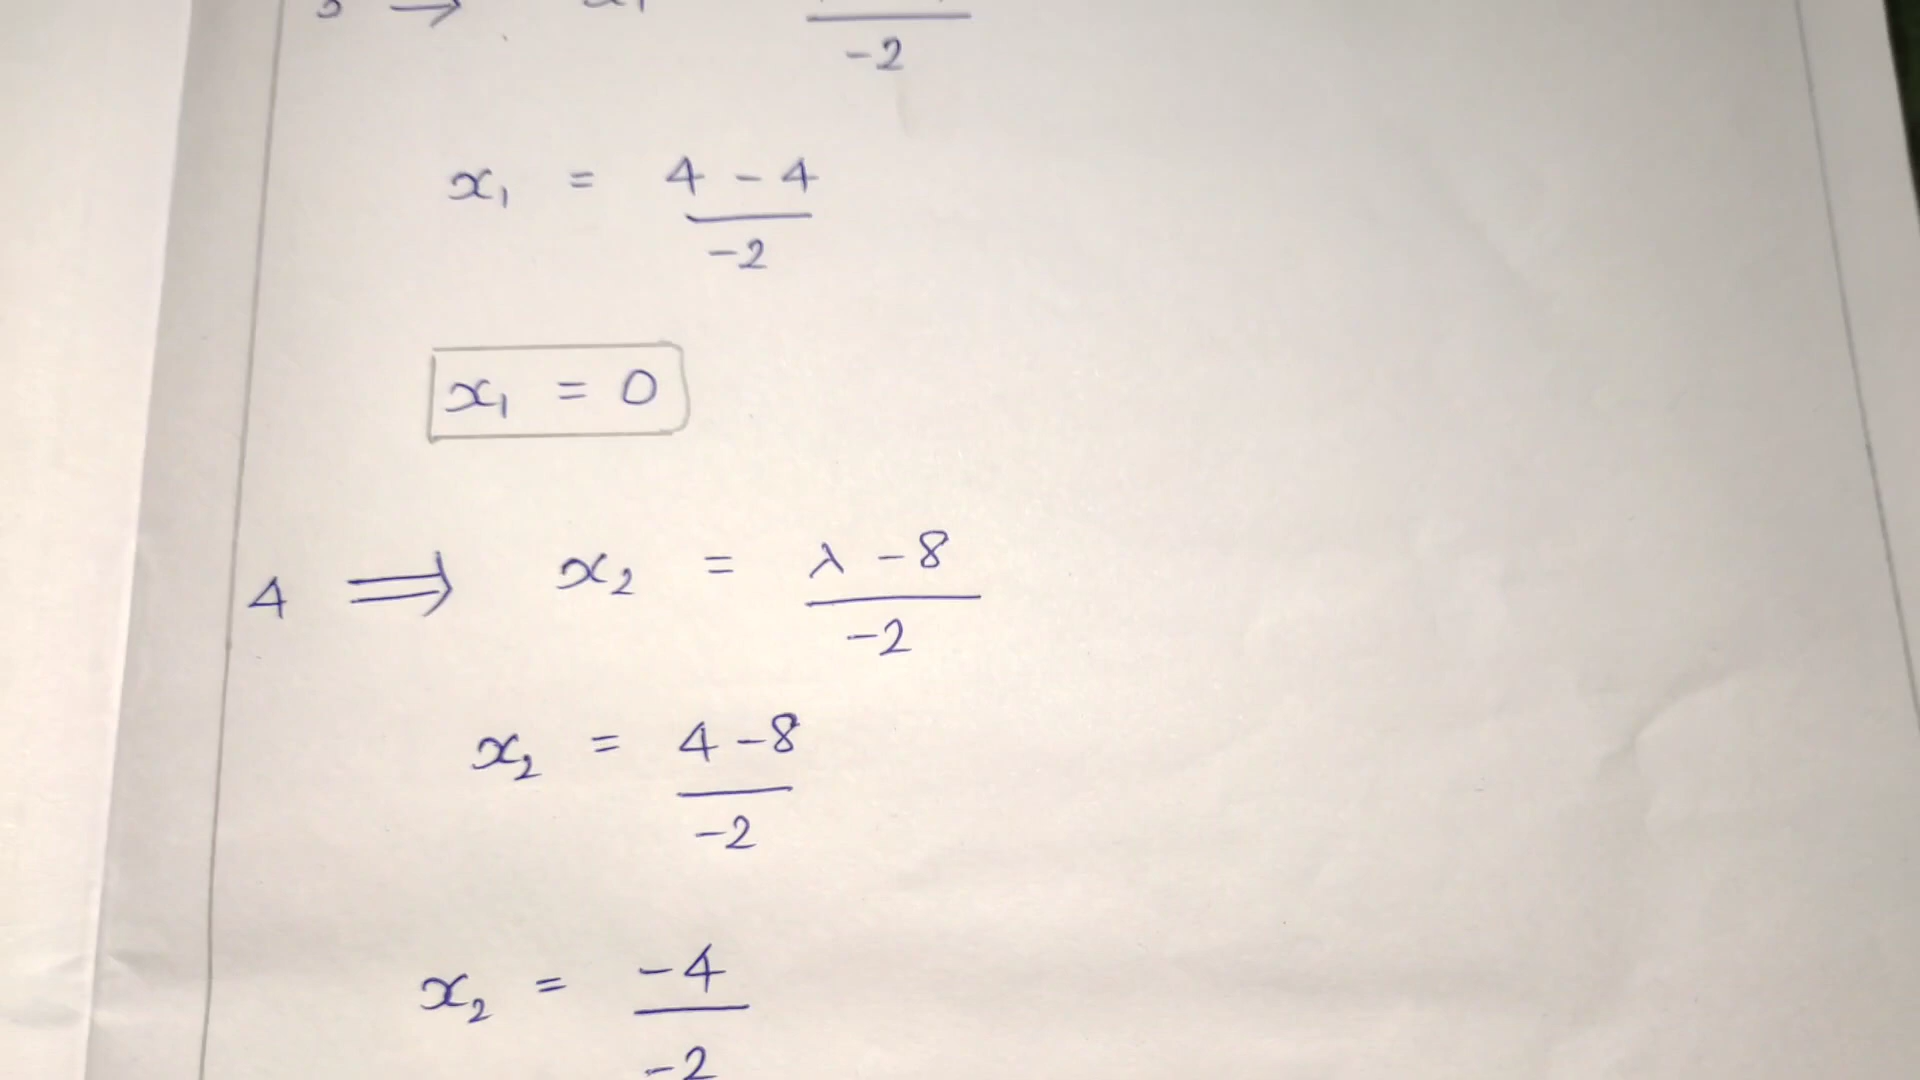 -2
x₁ = 4 - 4
-2
x₁ = 0
4 ⟹ x₂ = λ - 8
-2
x₂ = 4 - 8
-2
x₂ = -4
-2